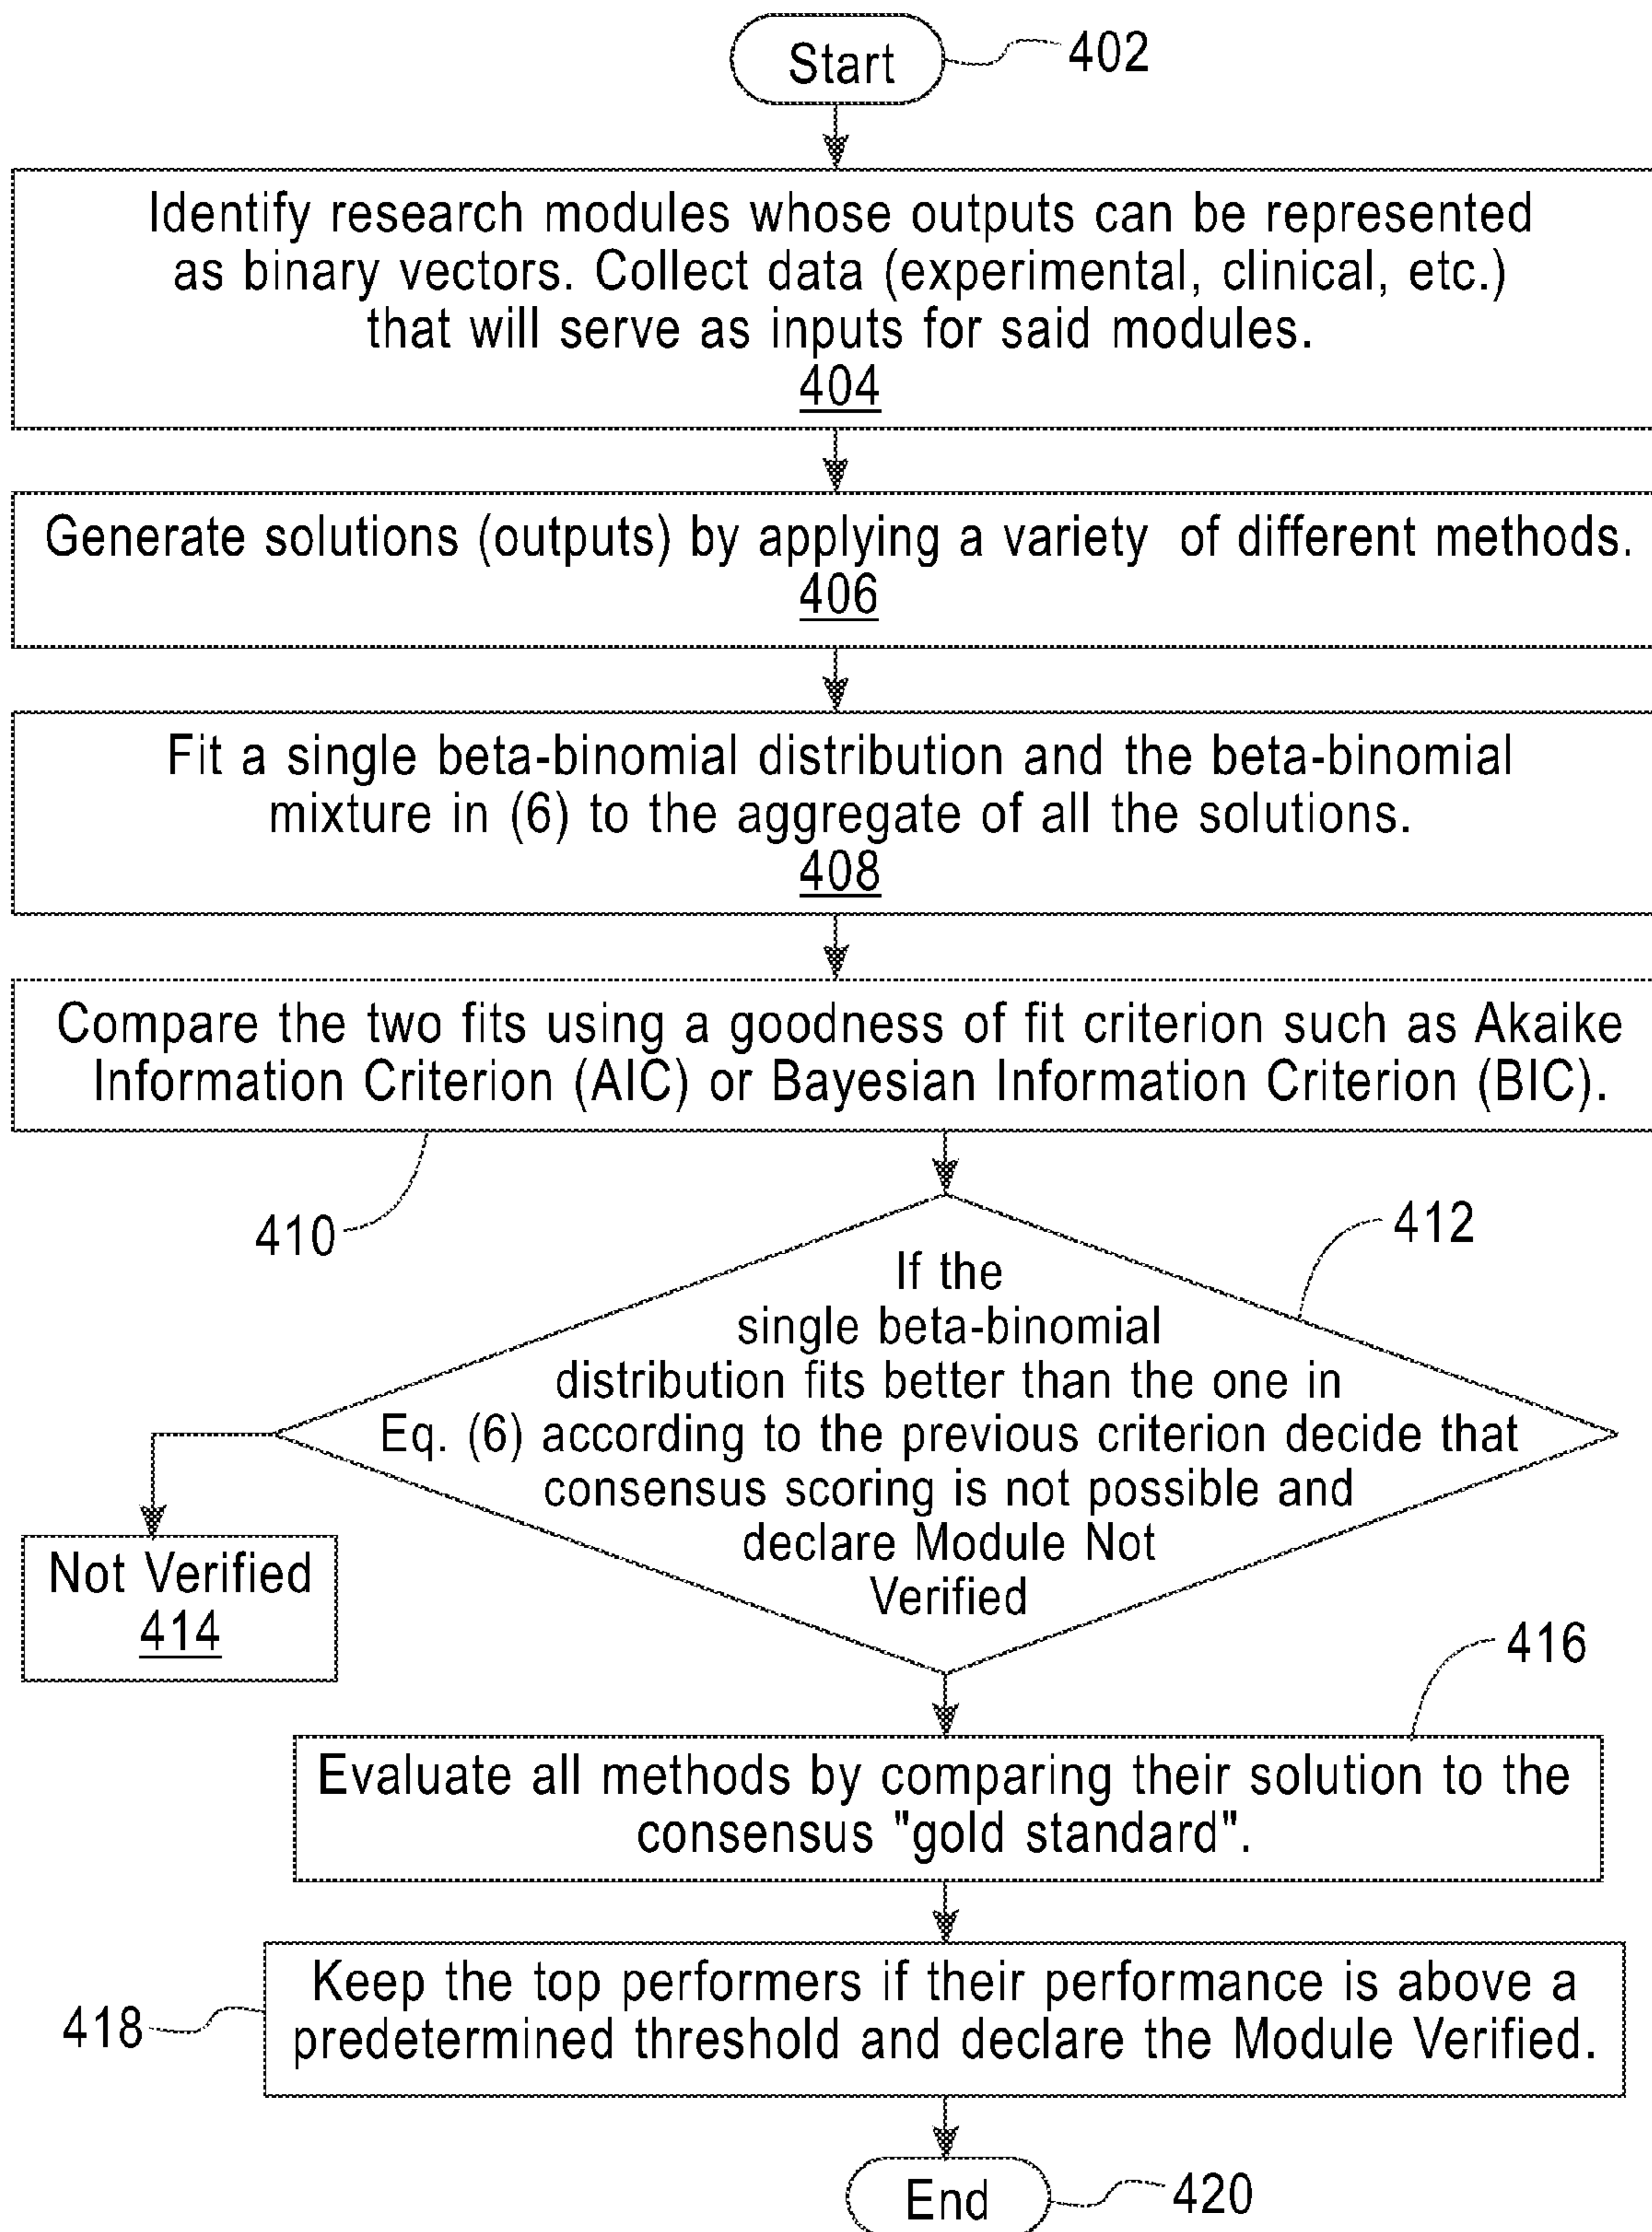 Start
402
Identify research modules whose outputs can be represented
as binary vectors. Collect data (experimental, clinical, etc.)
that will serve as inputs for said modules.
404
Generate solutions (outputs) by applying a variety of different methods.
406
Fit a single beta-binomial distribution and the beta-binomial
mixture in (6) to the aggregate of all the solutions.
408
Compare the two fits using a goodness of fit criterion such as Akaike
Information Criterion (AIC) or Bayesian Information Criterion (BIC).
410
412
If the
single beta-binomial
distribution fits better than the one in
Eq. (6) according to the previous criterion decide that
consensus scoring is not possible and
declare Module Not
Verified
Not Verified
414
416
Evaluate all methods by comparing their solution to the
consensus "gold standard".
418
Keep the top performers if their performance is above a
predetermined threshold and declare the Module Verified.
End
420